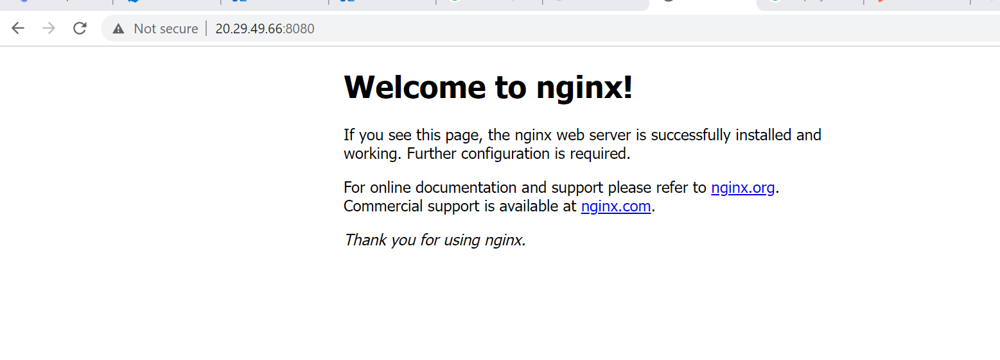 Not secure | 20.29.49.66:8080
Welcome to nginx!
If you see this page, the nginx web server is successfully installed and
working. Further configuration is required.
For online documentation and support please refer to nginx.org.
Commercial support is available at nginx.com.
Thank you for using nginx.